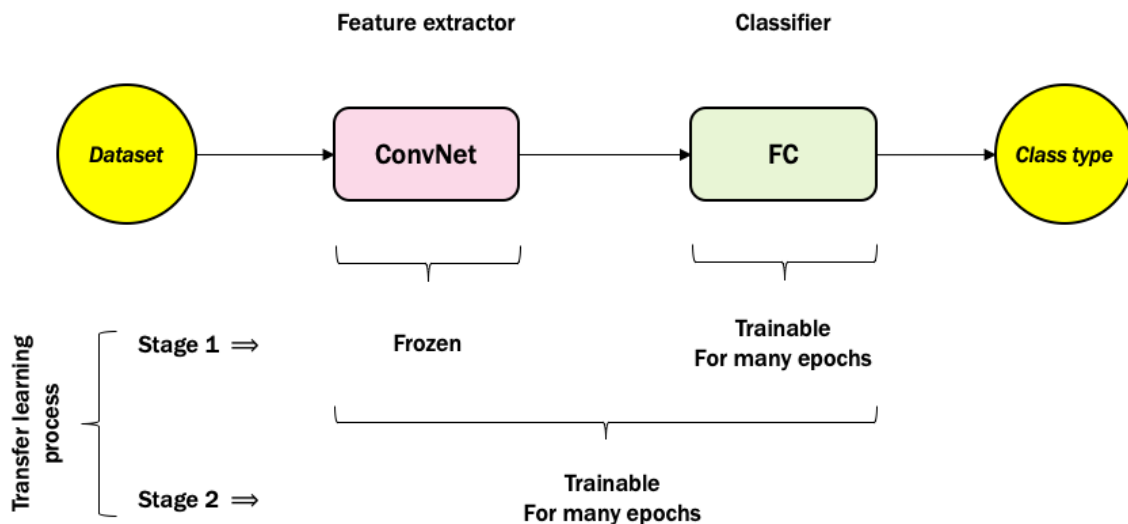 Feature extractor
Classifier
Dataset
ConvNet
FC
Class type
Transfer learning
process
Stage 1 ⇒
Frozen
Trainable
For many epochs
Stage 2 ⇒
Trainable
For many epochs